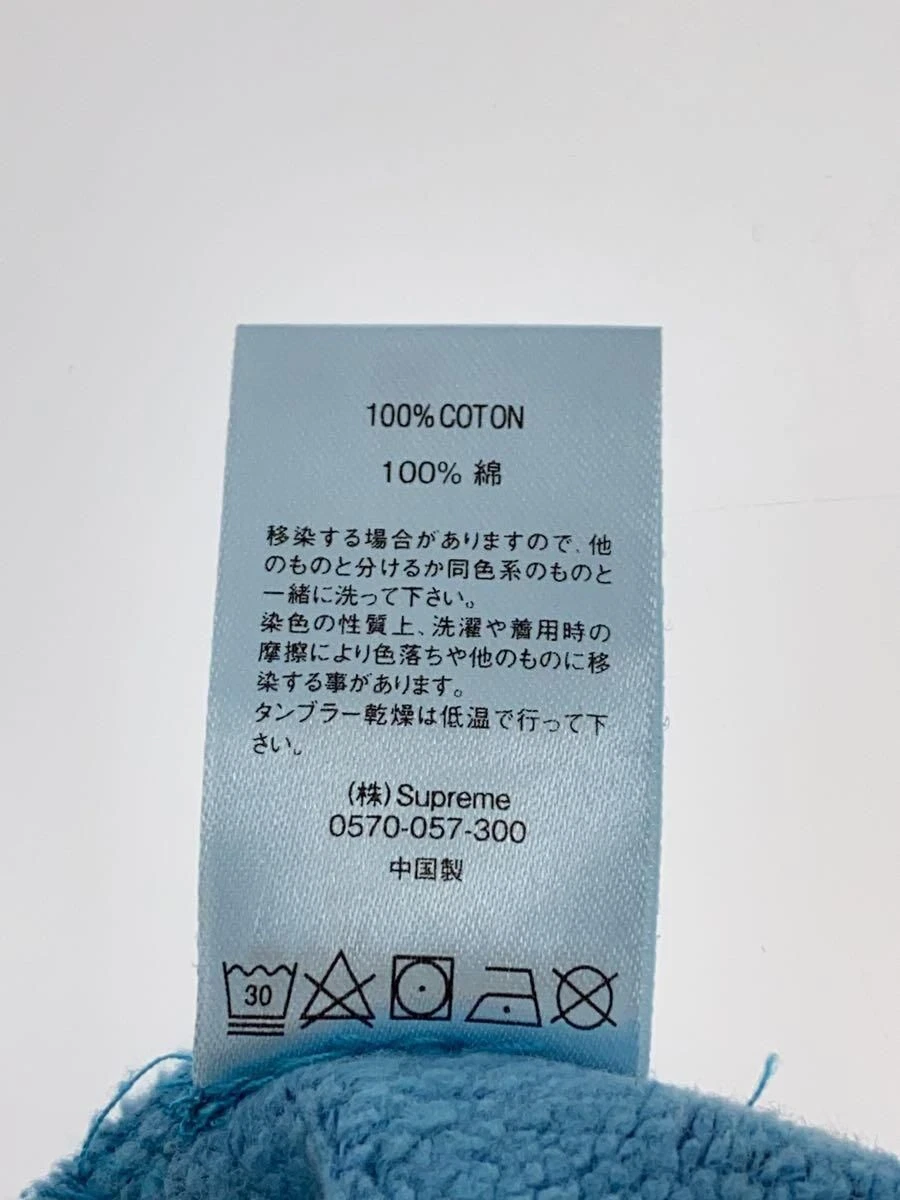 100% COTON
100% 綿
移染する場合がありますので、他
のものと分けるか同色系のものと
一緒に洗って下さい。
染色の性質上、洗濯や着用時の
摩擦により色落ちや他のものに移
染する事があります。
タンブラー乾燥は低温で行って下
さい。
(株)Supreme
0570-057-300
中国製
30